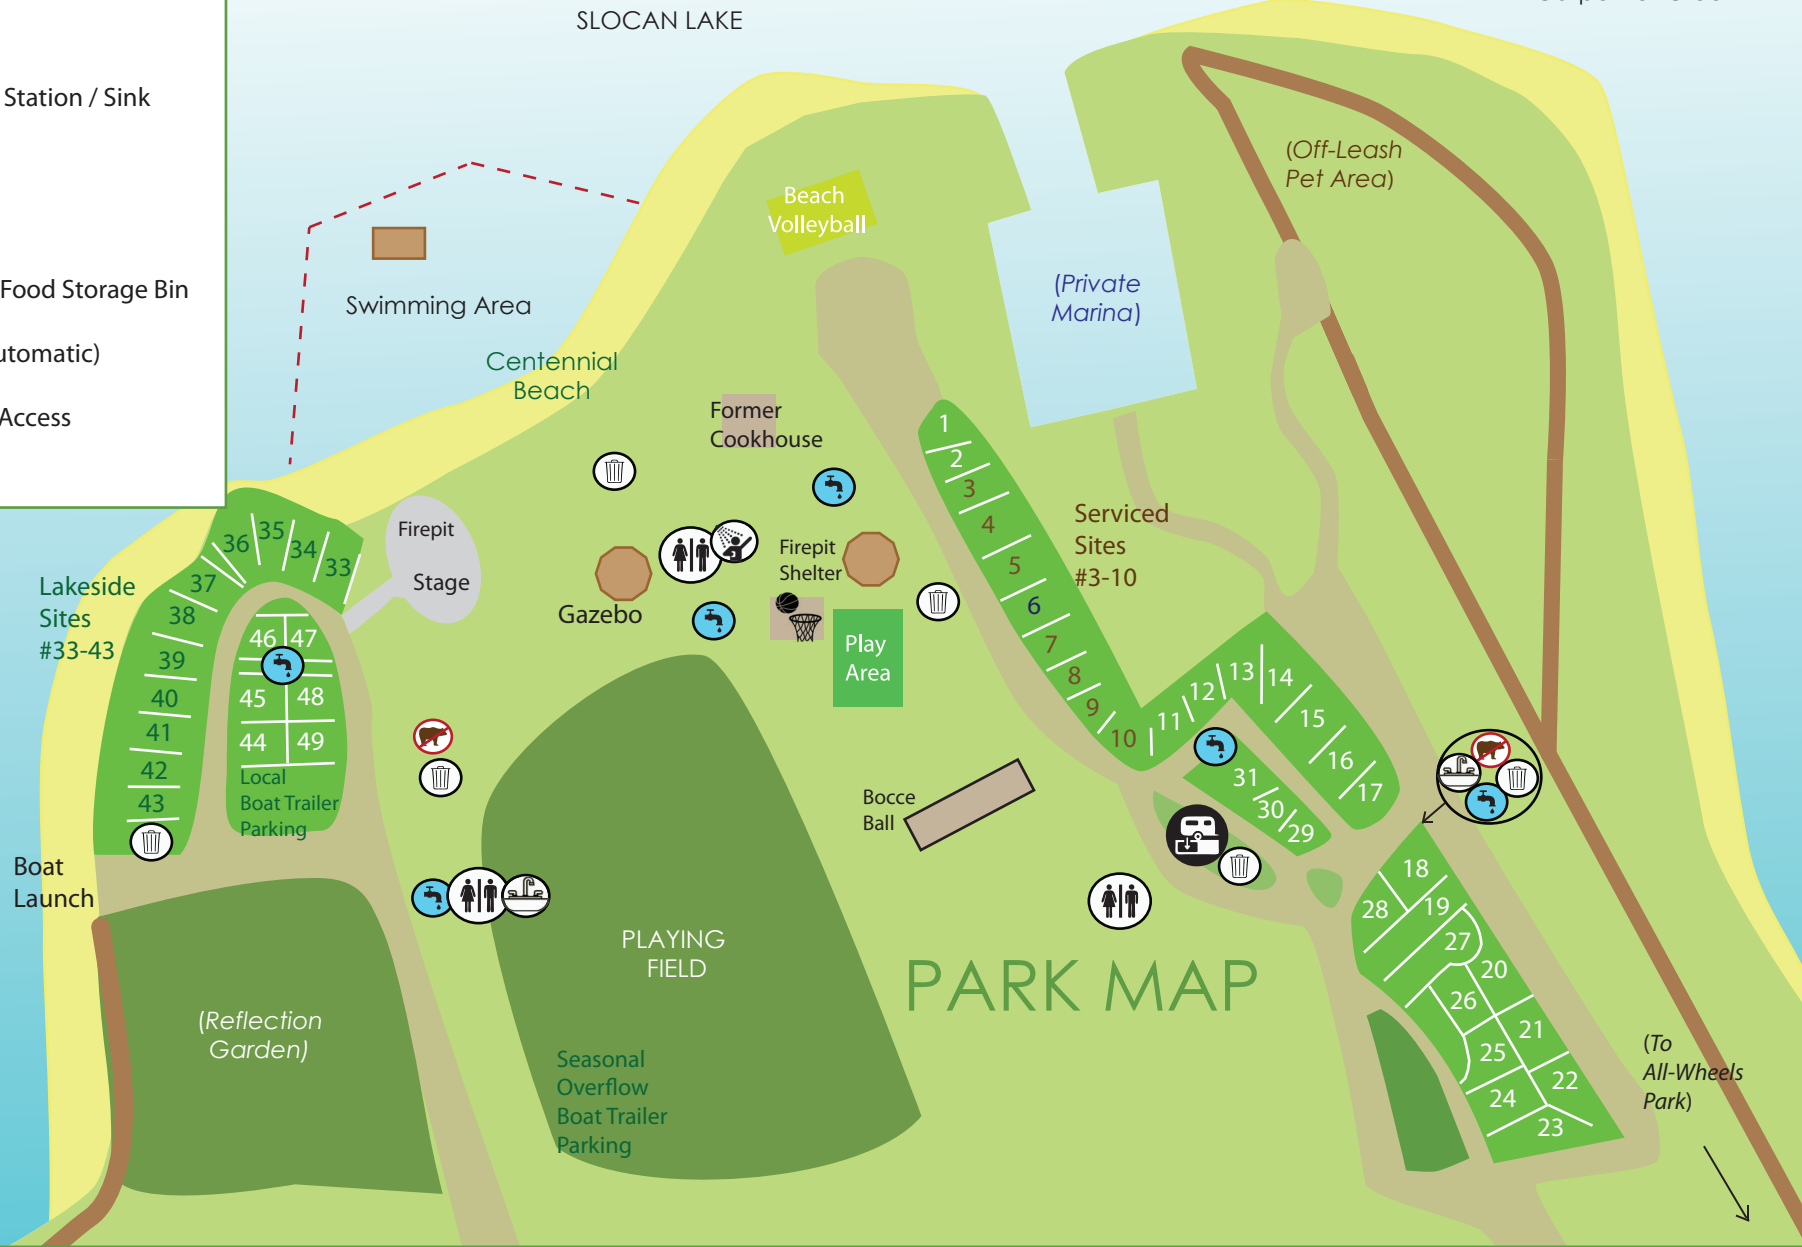 SLOCAN LAKE
Station / Sink
Food Storage Bin
utomatic)
Access
(Off-Leash
Pet Area)
Beach
Volleyball
(Private
Marina)
Swimming Area
Centennial
Beach
Former
Cookhouse
Firepit
Stage
Firepit
Shelter
Gazebo
Play
Area
Serviced
Sites
#3-10
Lakeside
Sites
#33-43
1
2
3
4
5
6
7
8
9
10
11
12
13
14
15
16
17
31
30
29
18
28
19
27
20
26
21
25
22
24
23
36
35
34
33
37
38
39
40
41
42
43
46
47
45
48
44
49
Local
Boat Trailer
Parking
Boat
Launch
Bocce
Ball
PLAYING
FIELD
PARK MAP
(Reflection
Garden)
Seasonal
Overflow
Boat Trailer
Parking
(To
All-Wheels
Park)